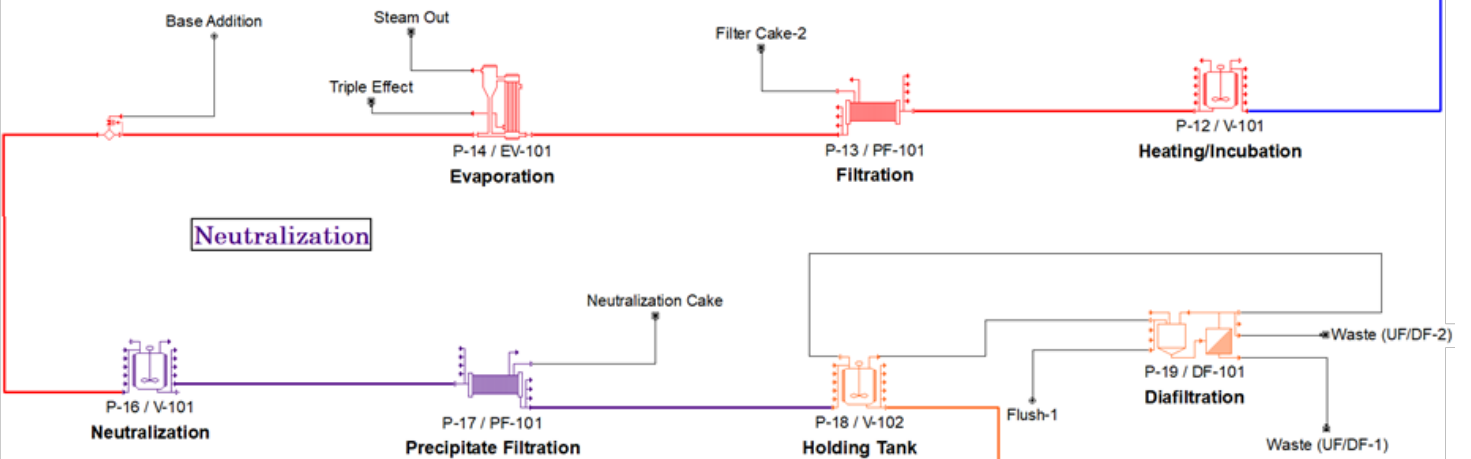 Base Addition
Steam Out
Filter Cake-2
Triple Effect
P-14 / EV-101
Evaporation
P-13 / PF-101
Filtration
P-12 / V-101
Heating/Incubation
Neutralization
Neutralization Cake
Waste (UF/DF-2)
P-19 / DF-101
Diafiltration
Flush-1
Waste (UF/DF-1)
P-16 / V-101
Neutralization
P-17 / PF-101
Precipitate Filtration
P-18 / V-102
Holding Tank